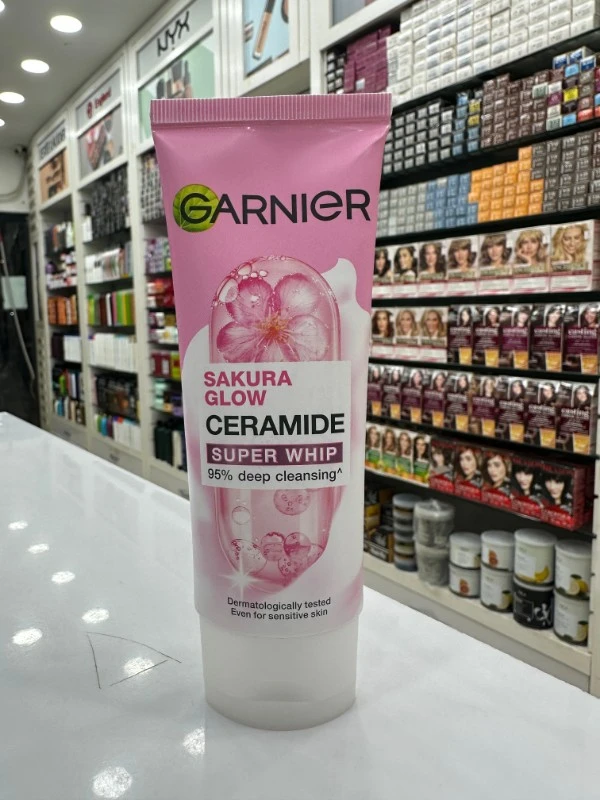 NYX
GARNIER
SAKURA
GLOW
CERAMIDE
SUPER WHIP
95% deep cleansing^
Dermatologically tested
Even for sensitive skin